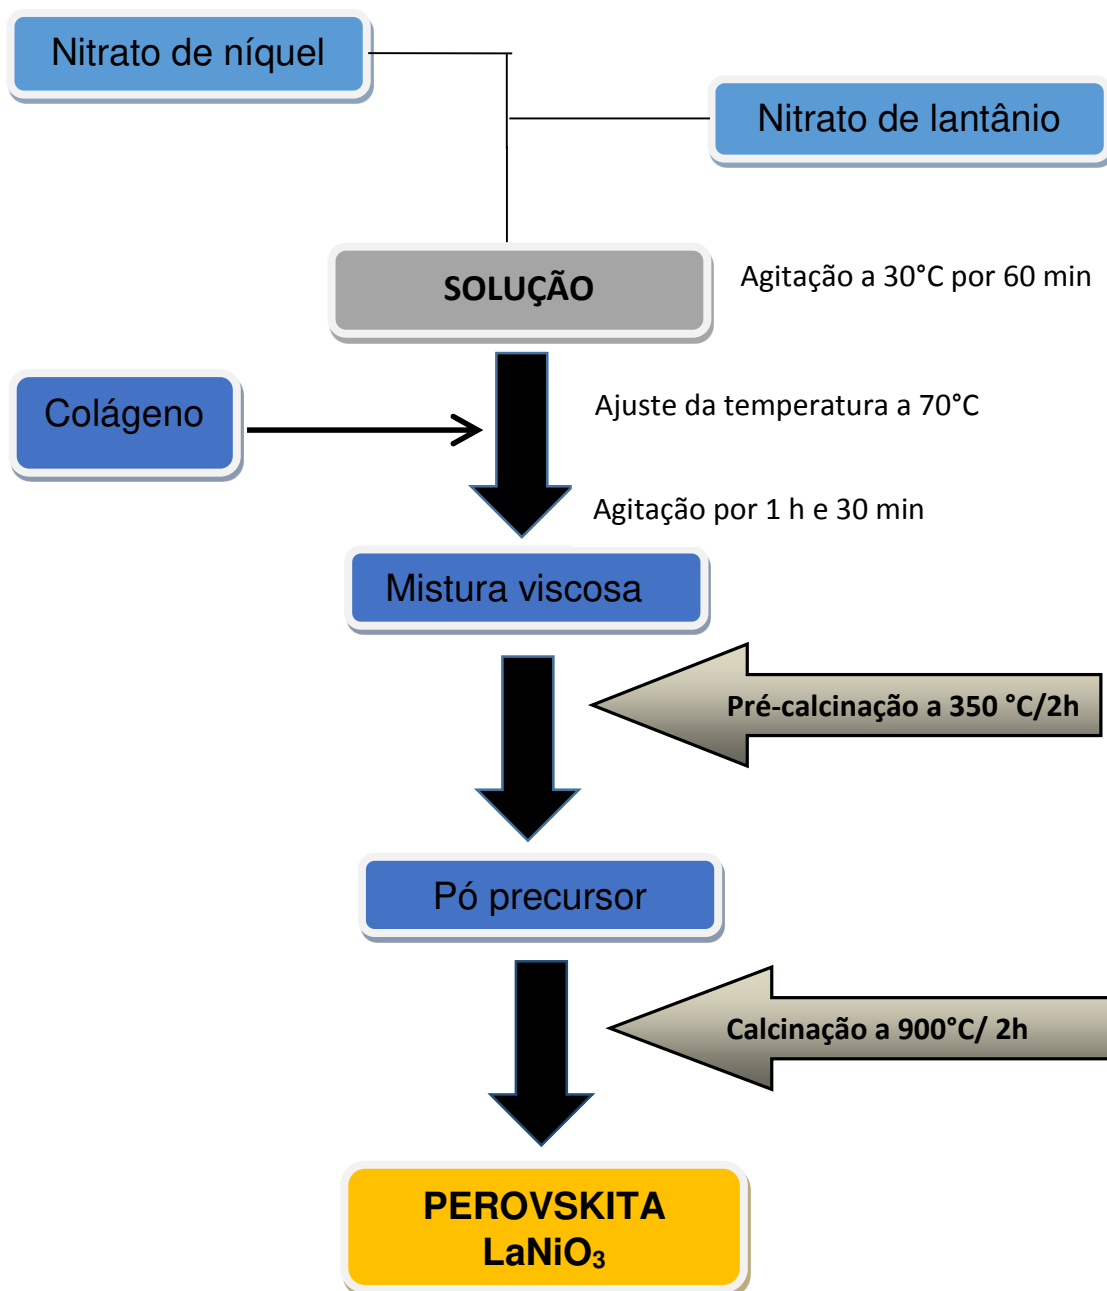 Nitrato de níquel
Nitrato de lantânio
SOLUÇÃO
Agitação a 30°C por 60 min
Colágeno
Ajuste da temperatura a 70°C
Agitação por 1 h e 30 min
Mistura viscosa
Pré-calcinação a 350 °C/2h
Pó precursor
Calcinação a 900°C/ 2h
PEROVSKITA
LaNiO₃